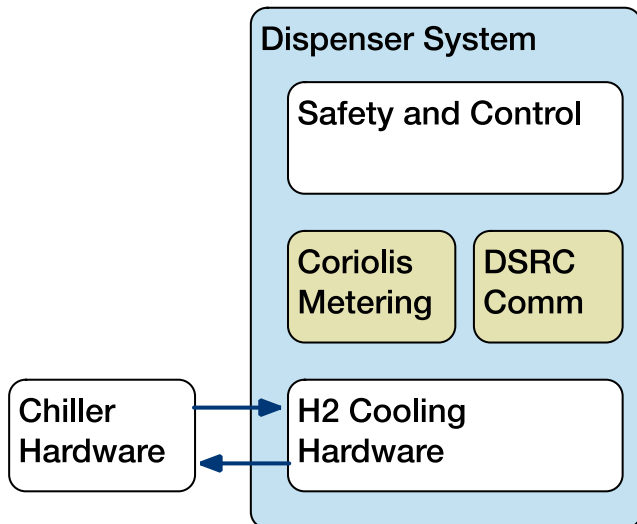 Dispenser System
Safety and Control
Coriolis
Metering
DSRC
Comm
Chiller
Hardware
H2 Cooling
Hardware